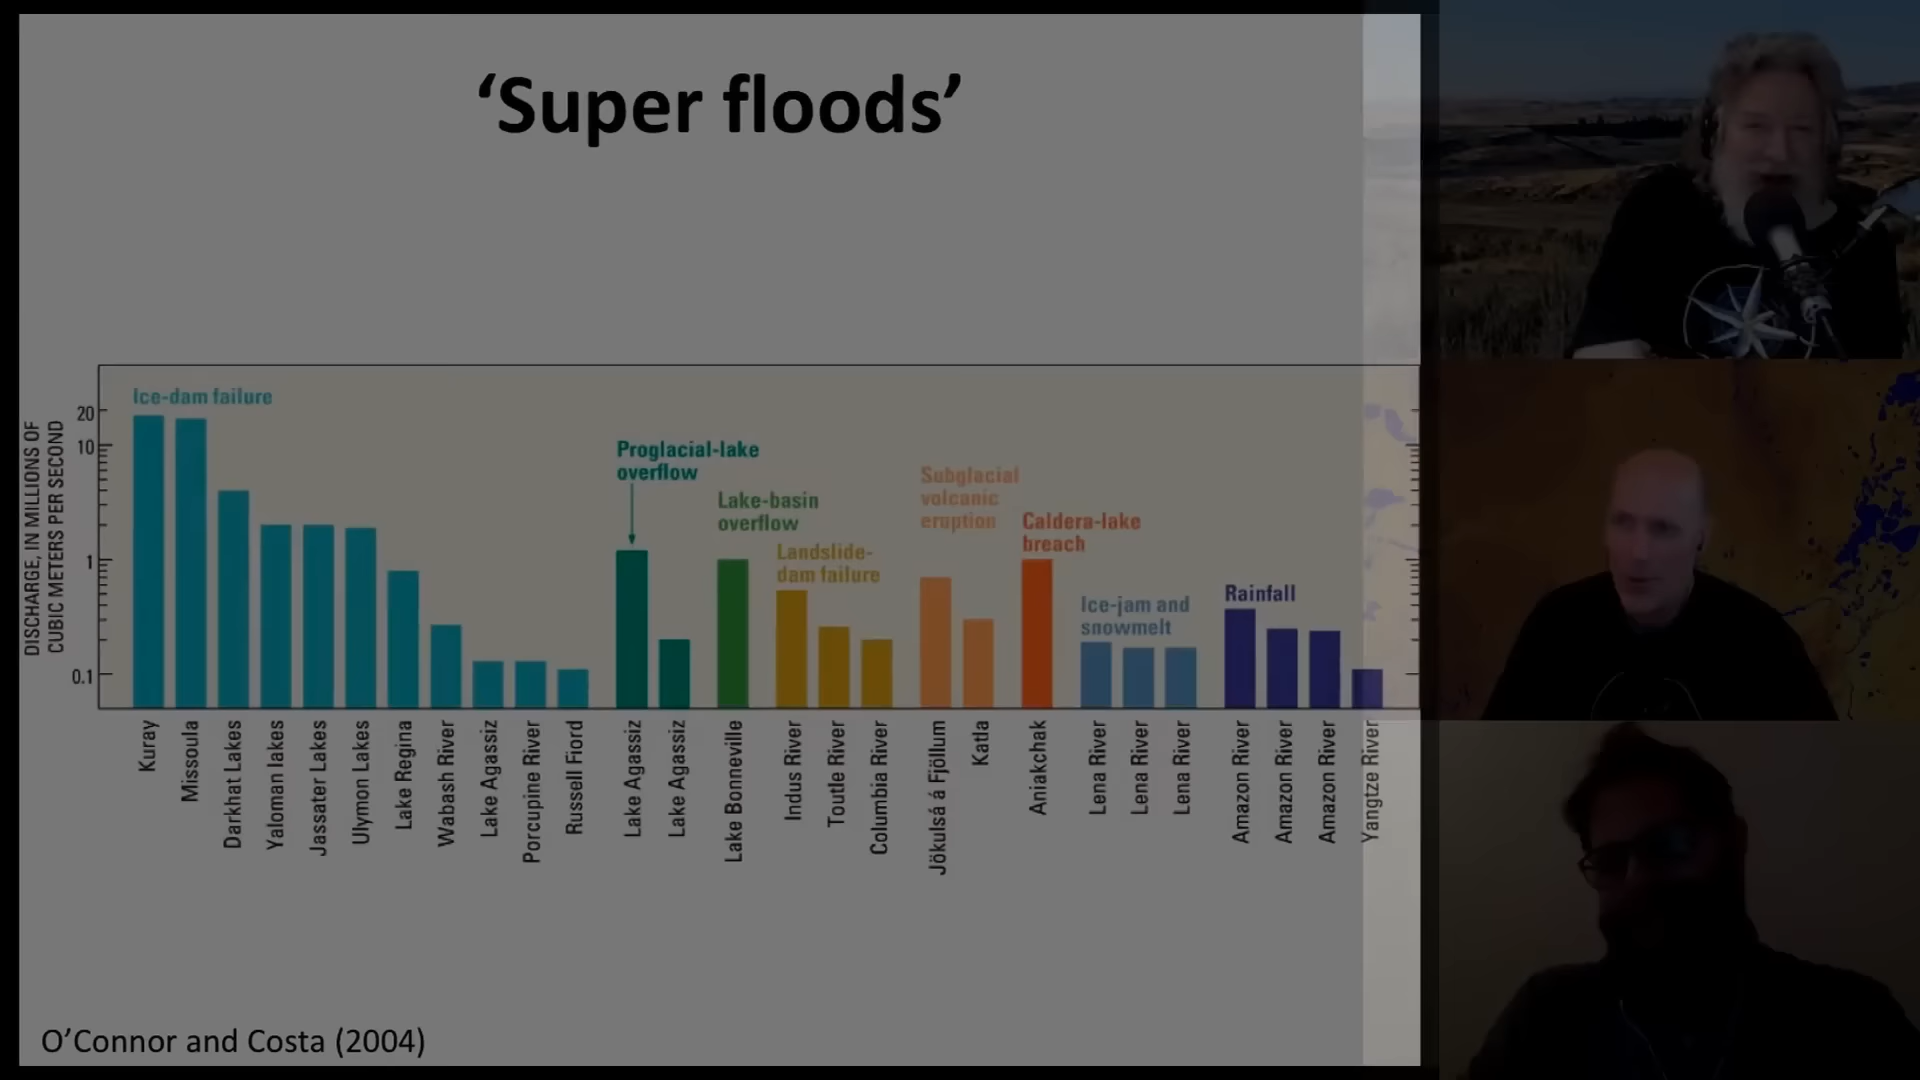 ‘Super floods’
DISCHARGE, IN MILLIONS OF
CUBIC METERS PER SECOND
20
10
1
0.1
Ice-dam failure
Proglacial-lake
overflow
Lake-basin
overflow
Landslide-
dam failure
Subglacial
volcanic
eruption
Caldera-lake
breach
Ice-jam and
snowmelt
Rainfall
Kuray
Missoula
Darkhat Lakes
Yaloman lakes
Jassater Lakes
Ulymon Lakes
Lake Regina
Wabash River
Lake Agassiz
Porcupine River
Russell Fiord
Lake Agassiz
Lake Agassiz
Lake Bonneville
Indus River
Toutle River
Columbia River
Jökulsá á Fjöllum
Katla
Aniakchak
Lena River
Lena River
Lena River
Amazon River
Amazon River
Amazon River
Yangtze River
O’Connor and Costa (2004)